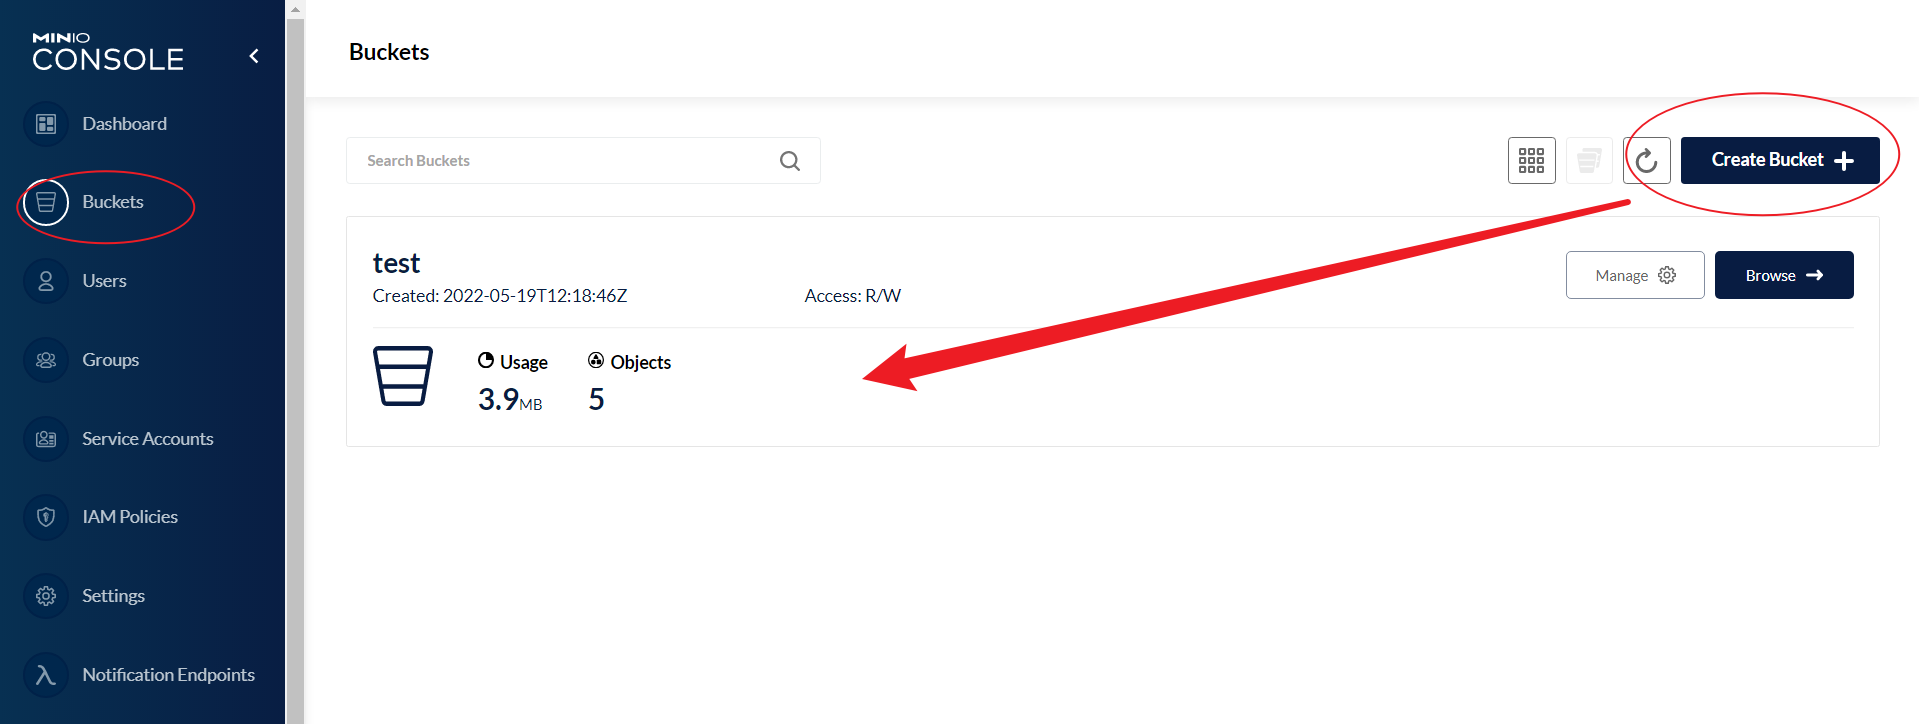 MINIO
CONSOLE
Dashboard
Buckets
Users
Groups
Service Accounts
IAM Policies
Settings
Notification Endpoints
Buckets
Search Buckets
Create Bucket
test
Created: 2022-05-19T12:18:46Z Access: R/W
Manage
Browse
Usage Objects
3.9MB 5